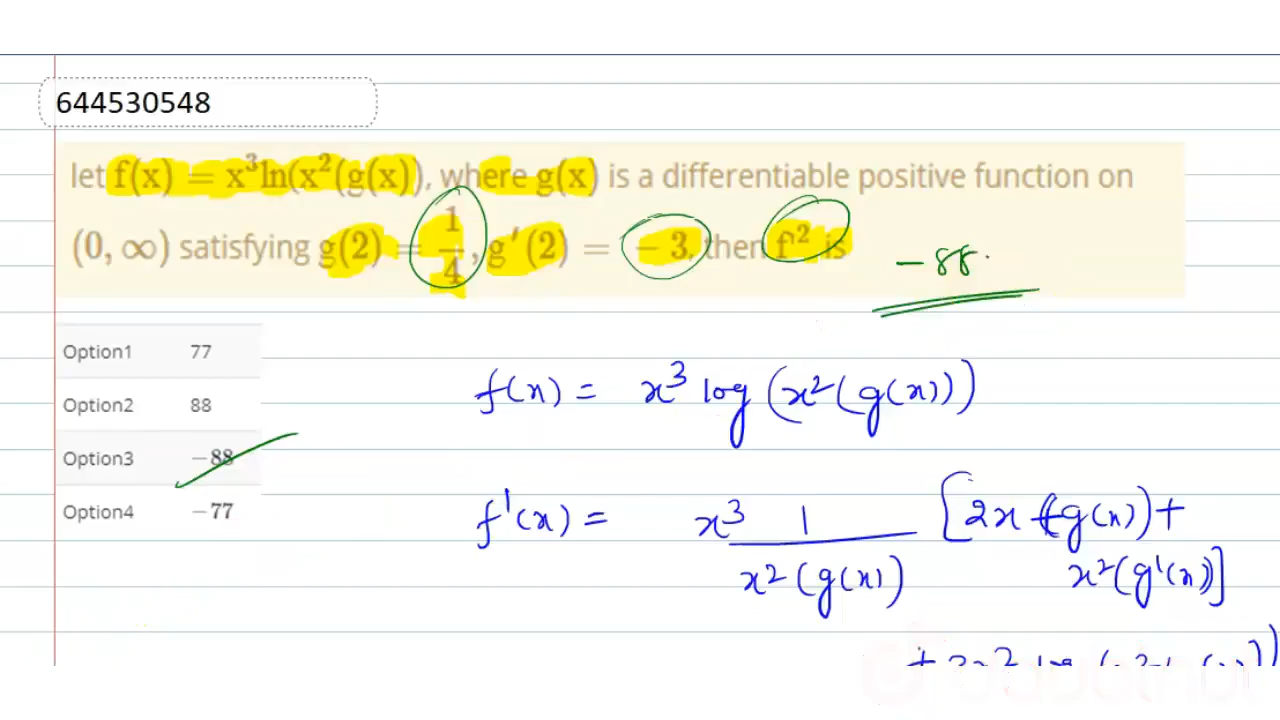 644530548
let f(x) = x³ln(x²(g(x)), where g(x) is a differentiable positive function on
(0, ∞) satisfying g(2) = 1/4, g′(2) = −3, then f′² is
−88.
Option1 77
Option2 88
Option3 −88
Option4 −77
f(x) = x³ log (x²(g(x)))
f'(x) = x³ 1/x²(g(x)) [2x (g(x)) +
x²(g'(x))]